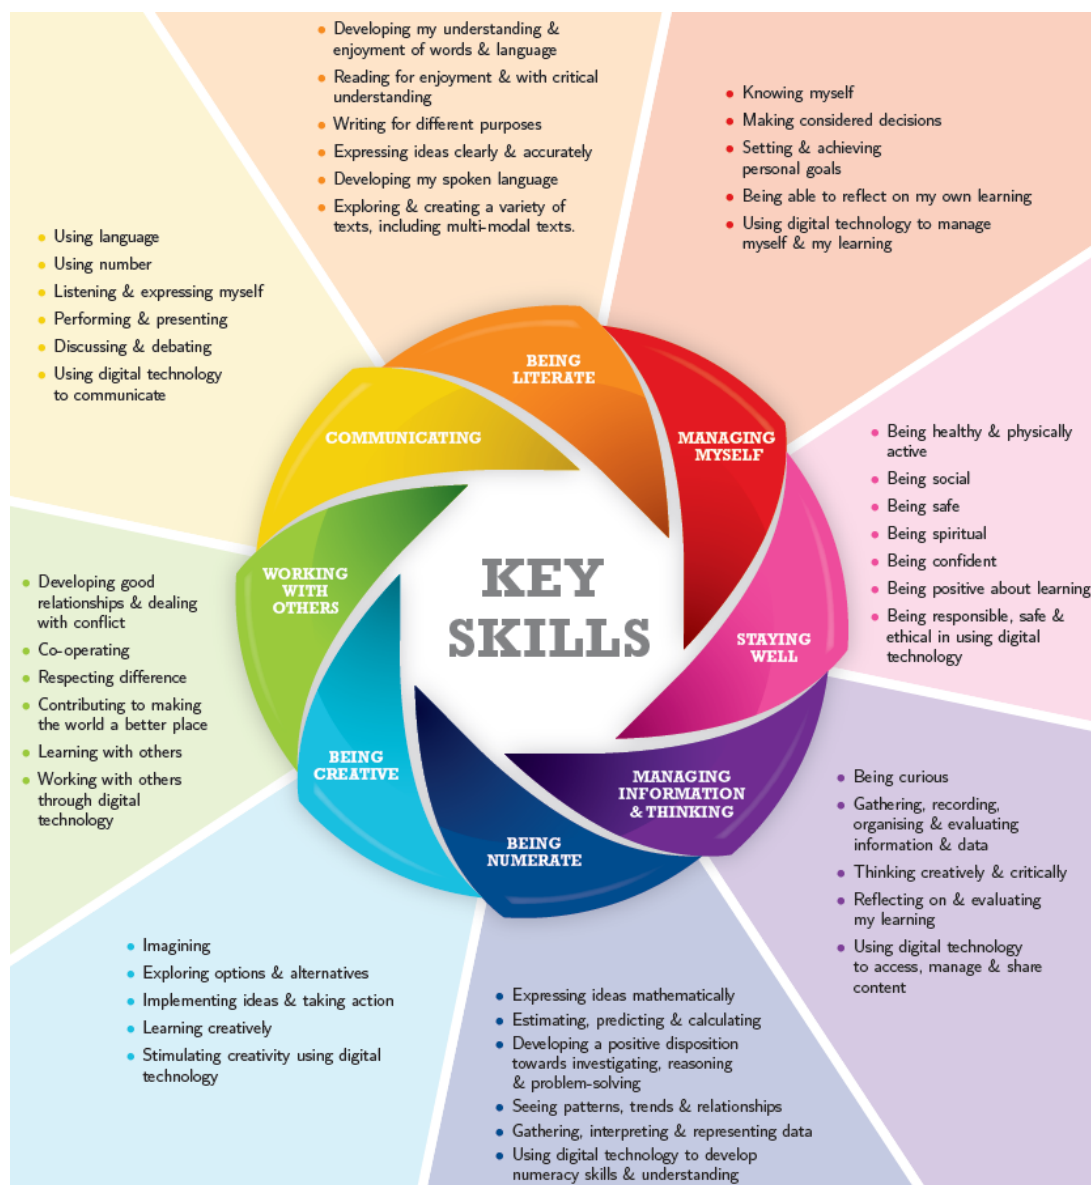 Developing my understanding &
enjoyment of words & language
Reading for enjoyment & with critical
understanding
Writing for different purposes
Expressing ideas clearly & accurately
Developing my spoken language
Exploring & creating a variety of
texts, including multi-modal texts.
Knowing myself
Making considered decisions
Setting & achieving
personal goals
Being able to reflect on my own learning
Using digital technology to manage
myself & my learning
Using language
Using number
Listening & expressing myself
Performing & presenting
Discussing & debating
Using digital technology
to communicate
BEING
LITERATE
MANAGING
MYSELF
COMMUNICATING
Being healthy & physically
active
Being social
Being safe
Being spiritual
Being confident
Being positive about learning
Being responsible, safe &
ethical in using digital
technology
WORKING
WITH
OTHERS
KEY
SKILLS
STAYING
WELL
Developing good
relationships & dealing
with conflict
Co-operating
Respecting difference
Contributing to making
the world a better place
Learning with others
Working with others
through digital
technology
BEING
CREATIVE
MANAGING
INFORMATION
& THINKING
BEING
NUMERATE
Being curious
Gathering, recording,
organising & evaluating
information & data
Thinking creatively & critically
Reflecting on & evaluating
my learning
Using digital technology
to access, manage & share
content
Imagining
Exploring options & alternatives
Implementing ideas & taking action
Learning creatively
Stimulating creativity using digital
technology
Expressing ideas mathematically
Estimating, predicting & calculating
Developing a positive disposition
towards investigating, reasoning
& problem-solving
Seeing patterns, trends & relationships
Gathering, interpreting & representing data
Using digital technology to develop
numeracy skills & understanding